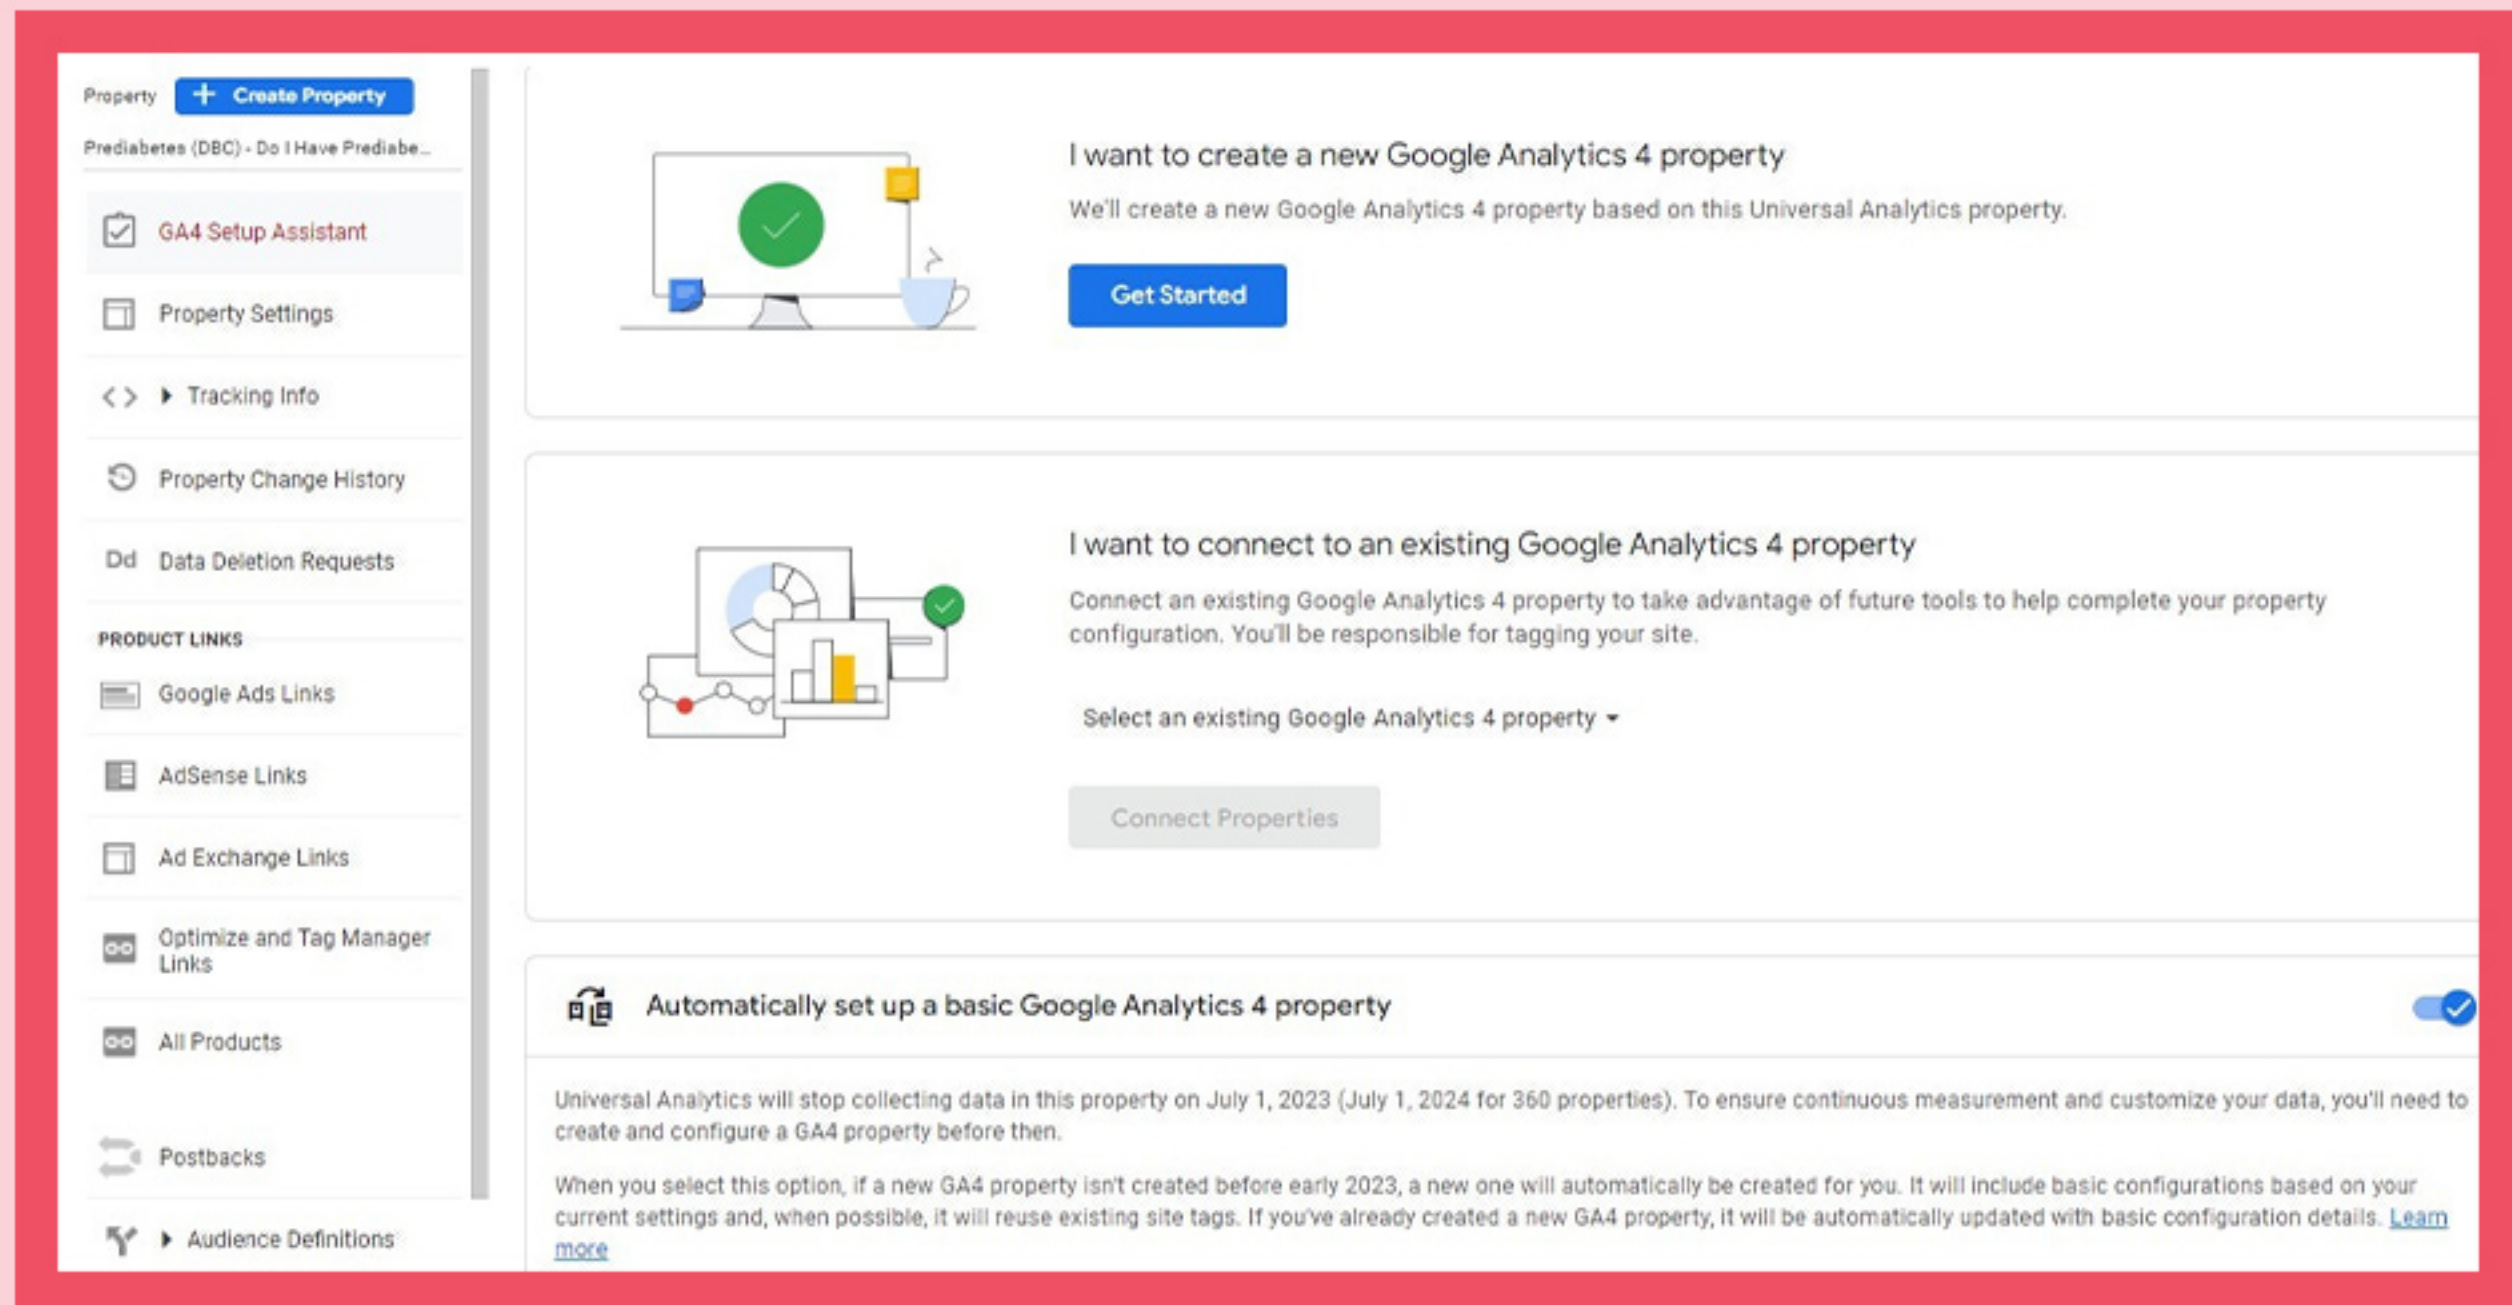 Property
+ Create Property
Prediabetes (DBC) - Do I Have Prediabe...
GA4 Setup Assistant
Property Settings
Tracking Info
Property Change History
Dd Data Deletion Requests
PRODUCT LINKS
Google Ads Links
AdSense Links
Ad Exchange Links
Optimize and Tag Manager
Links
All Products
Postbacks
Audience Definitions
I want to create a new Google Analytics 4 property
We'll create a new Google Analytics 4 property based on this Universal Analytics property.
Get Started
I want to connect to an existing Google Analytics 4 property
Connect an existing Google Analytics 4 property to take advantage of future tools to help complete your property
configuration. You'll be responsible for tagging your site.
Select an existing Google Analytics 4 property
Connect Properties
Automatically set up a basic Google Analytics 4 property
Universal Analytics will stop collecting data in this property on July 1, 2023 (July 1, 2024 for 360 properties). To ensure continuous measurement and customize your data, you'll need to
create and configure a GA4 property before then.
When you select this option, if a new GA4 property isn't created before early 2023, a new one will automatically be created for you. It will include basic configurations based on your
current settings and, when possible, it will reuse existing site tags. If you've already created a new GA4 property, it will be automatically updated with basic configuration details. Learn
more